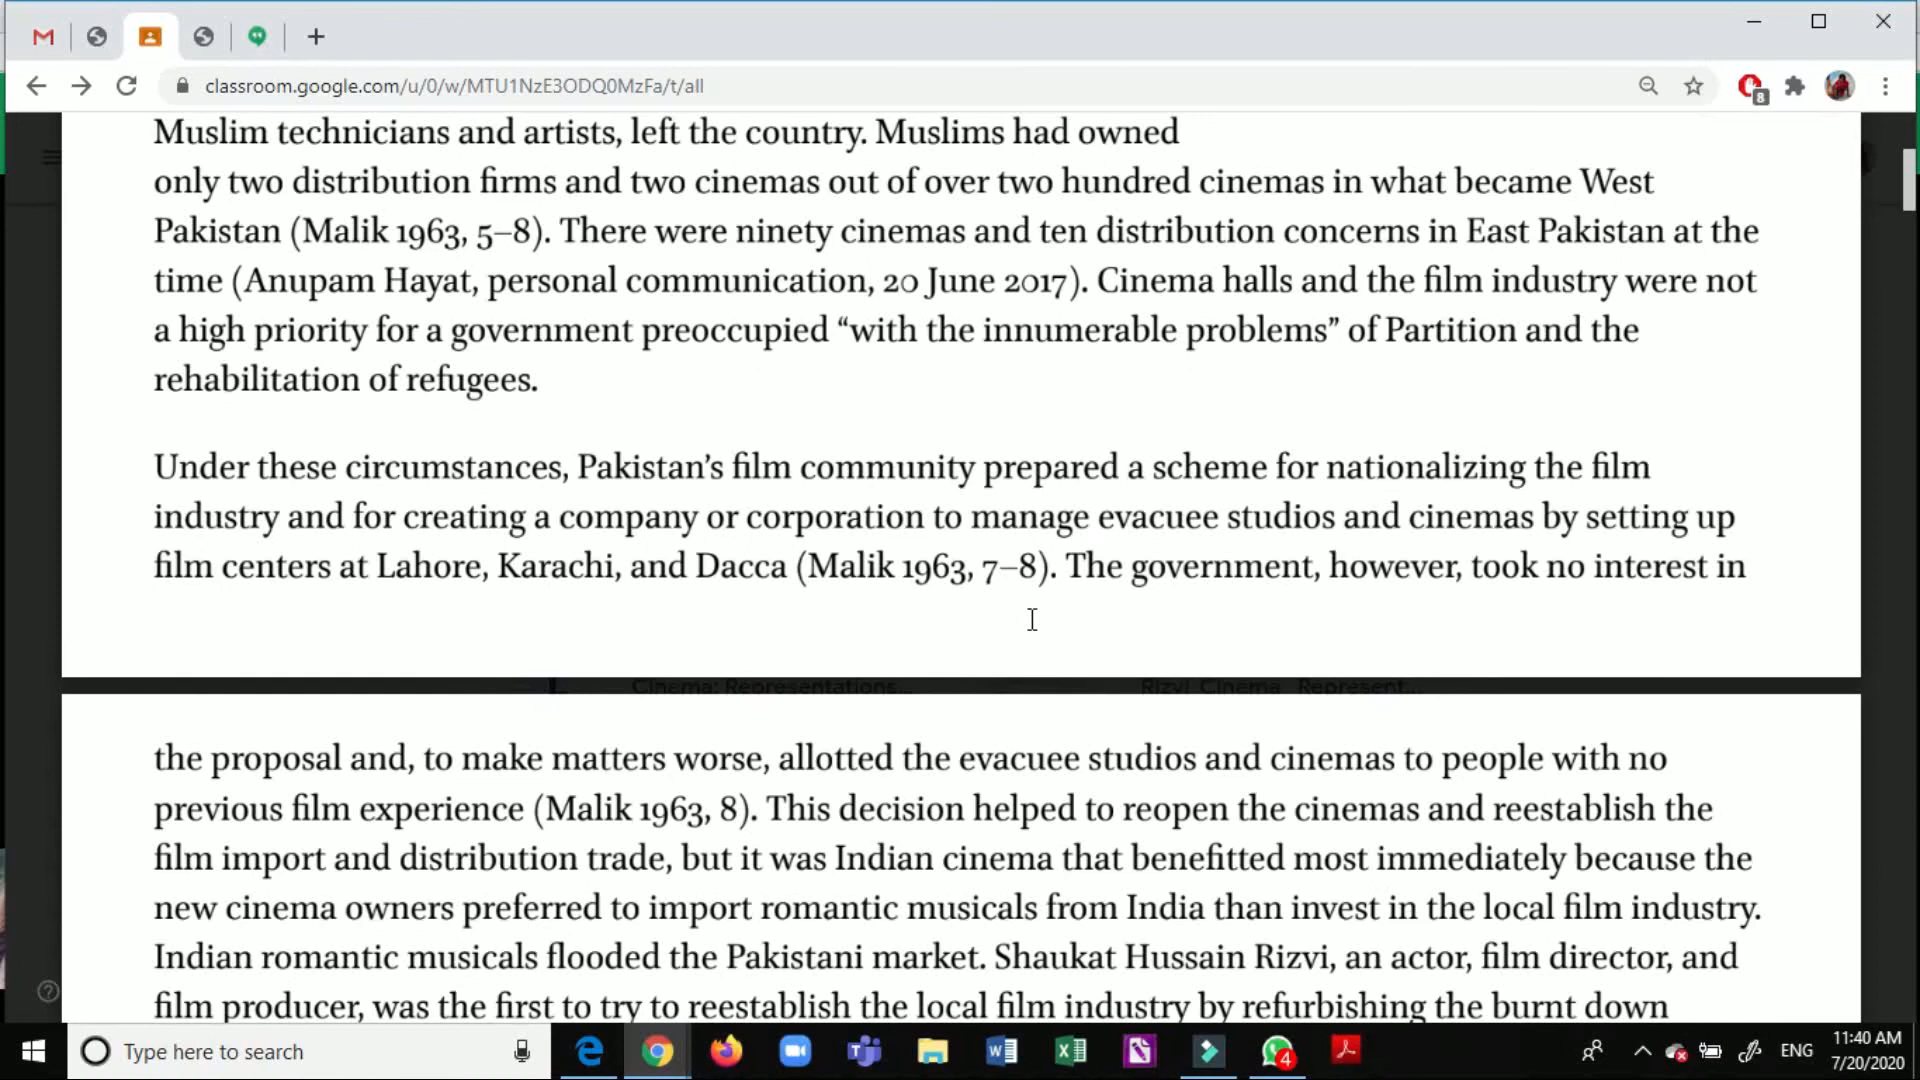 classroom.google.com/u/0/w/MTU1NzE3ODQ0MzFa/t/all
8
Muslim technicians and artists, left the country. Muslims had owned
only two distribution firms and two cinemas out of over two hundred cinemas in what became West
Pakistan (Malik 1963, 5–8). There were ninety cinemas and ten distribution concerns in East Pakistan at the
time (Anupam Hayat, personal communication, 20 June 2017). Cinema halls and the film industry were not
a high priority for a government preoccupied “with the innumerable problems” of Partition and the
rehabilitation of refugees.
Under these circumstances, Pakistan’s film community prepared a scheme for nationalizing the film
industry and for creating a company or corporation to manage evacuee studios and cinemas by setting up
film centers at Lahore, Karachi, and Dacca (Malik 1963, 7–8). The government, however, took no interest in
Cinema: Representations... Rizvi_Cinema_ Represent...
the proposal and, to make matters worse, allotted the evacuee studios and cinemas to people with no
previous film experience (Malik 1963, 8). This decision helped to reopen the cinemas and reestablish the
film import and distribution trade, but it was Indian cinema that benefitted most immediately because the
new cinema owners preferred to import romantic musicals from India than invest in the local film industry.
Indian romantic musicals flooded the Pakistani market. Shaukat Hussain Rizvi, an actor, film director, and
film producer, was the first to try to reestablish the local film industry by refurbishing the burnt down
Type here to search
4
ENG
11:40 AM
7/20/2020